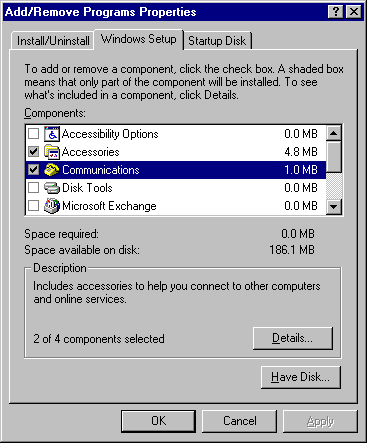 Add/Remove Programs Properties
Install/Uninstall Windows Setup Startup Disk
To add or remove a component, click the check box. A shaded box
means that only part of the component will be installed. To see
what's included in a component, click Details.
Components:
Accessibility Options 0.0 MB
Accessories 4.8 MB
Communications 1.0 MB
Disk Tools 0.0 MB
Microsoft Exchange 0.0 MB
Space required: 0.0 MB
Space available on disk: 186.1 MB
Description
Includes accessories to help you connect to other computers
and online services.
2 of 4 components selected
Details...
Have Disk...
OK Cancel Apply